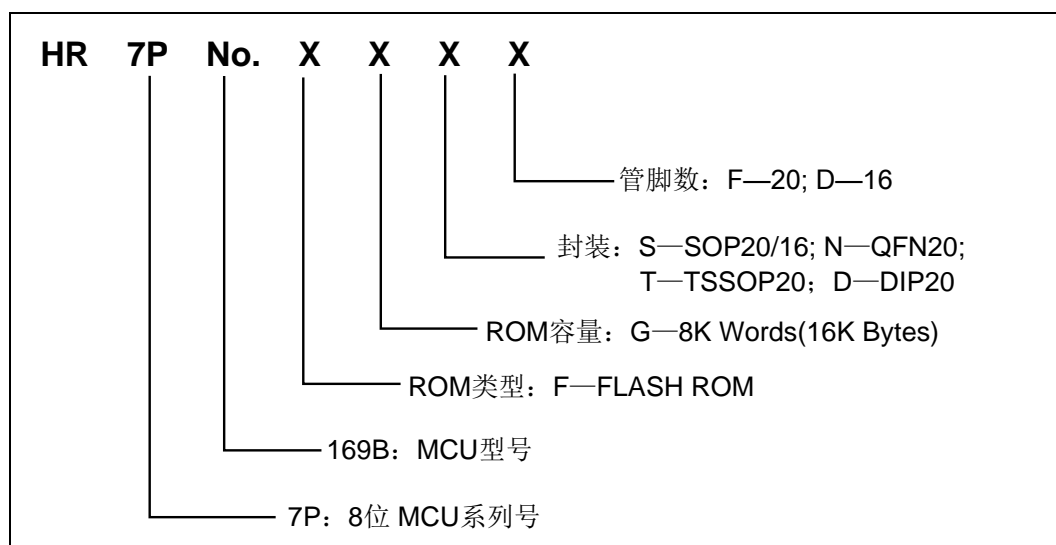 HR 7P No. X X X X
管脚数：F—20; D—16
封装：S—SOP20/16; N—QFN20;
T—TSSOP20；D—DIP20
ROM容量：G—8K Words(16K Bytes)
ROM类型：F—FLASH ROM
169B：MCU型号
7P：8位 MCU系列号